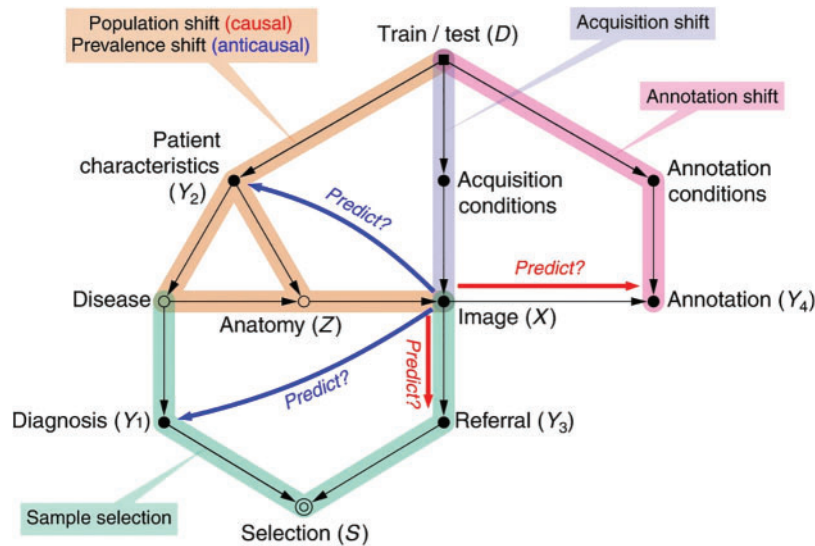 Population shift (causal)
Prevalence shift (anticausal)
Train / test (D)
Acquisition shift
Annotation shift
Patient
characteristics
(Y₂)
Predict?
Acquisition
conditions
Annotation
conditions
Predict?
Disease
Anatomy (Z)
Image (X)
Annotation (Y₄)
Predict?
Predict?
Diagnosis (Y₁)
Referral (Y₃)
Sample selection
Selection (S)